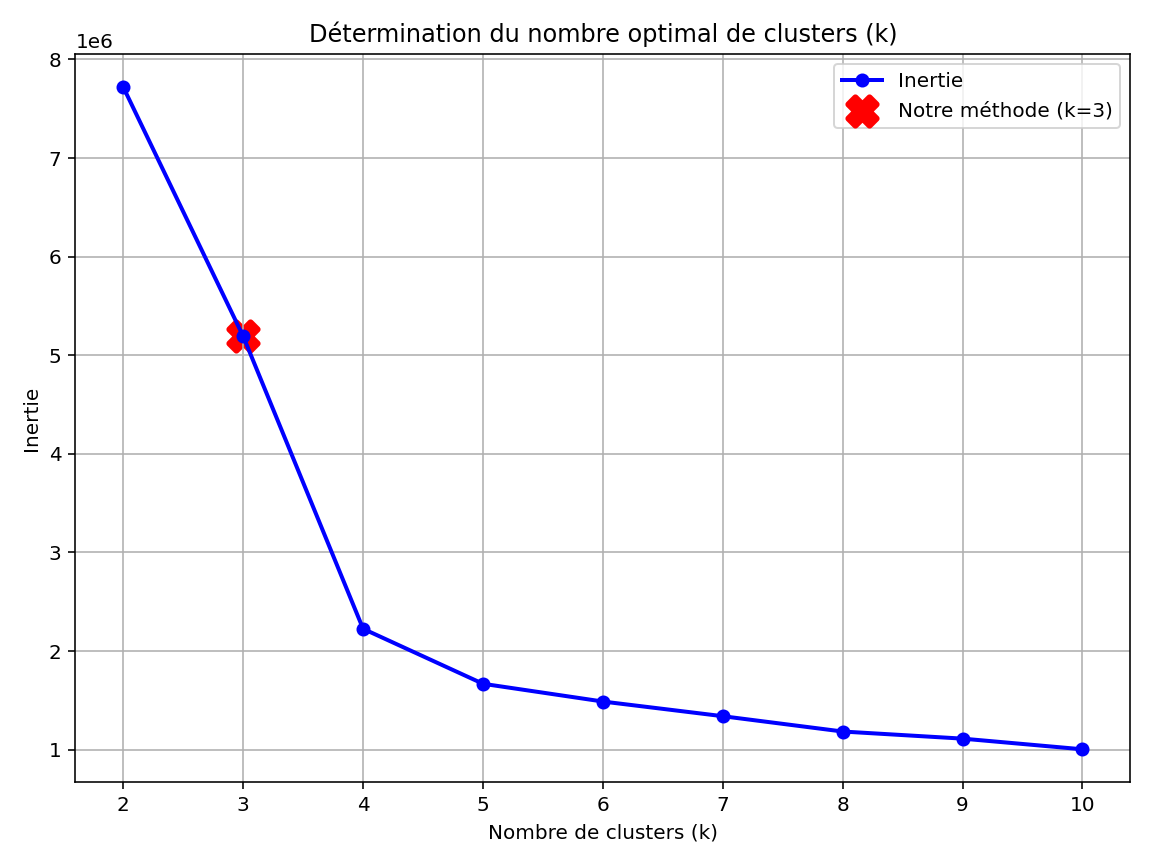 Détermination du nombre optimal de clusters (k)
1e6
Inertie
Notre méthode (k=3)
8
7
6
5
4
3
2
1
Inertie
2 3 4 5 6 7 8 9 10
Nombre de clusters (k)